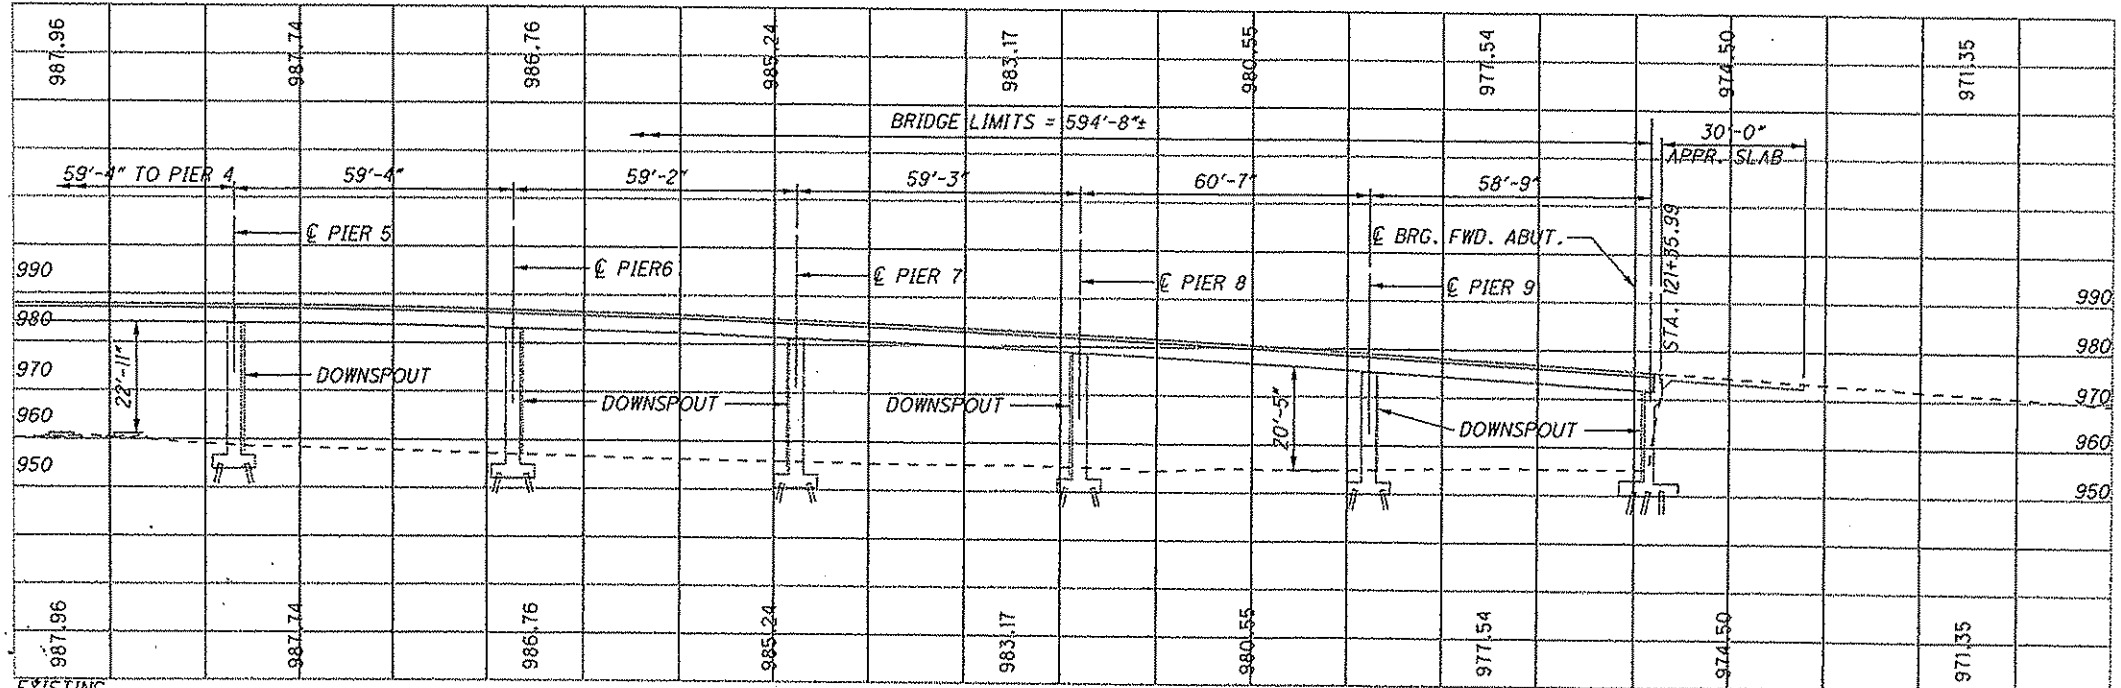 987.96
987.74
986.76
985.24
983.17
980.55
977.54
974.50
971.35
BRIDGE LIMITS = 594'-8"±
30'-0"
APPR. SLAB
59'-4" TO PIER 4
59'-4"
59'-2"
59'-3"
60'-7"
58'-9"
℄ PIER 5
℄ PIER6
℄ PIER 7
℄ PIER 8
℄ PIER 9
℄ BRG. FWD. ABUT.
STA. 121+35.99
990
980
970
960
950
990
980
970
960
950
22'-11"
20'-5"
DOWNSPOUT
DOWNSPOUT
DOWNSPOUT
DOWNSPOUT
987.96
987.74
986.76
985.24
983.17
980.55
977.54
974.50
971.35
EXISTING